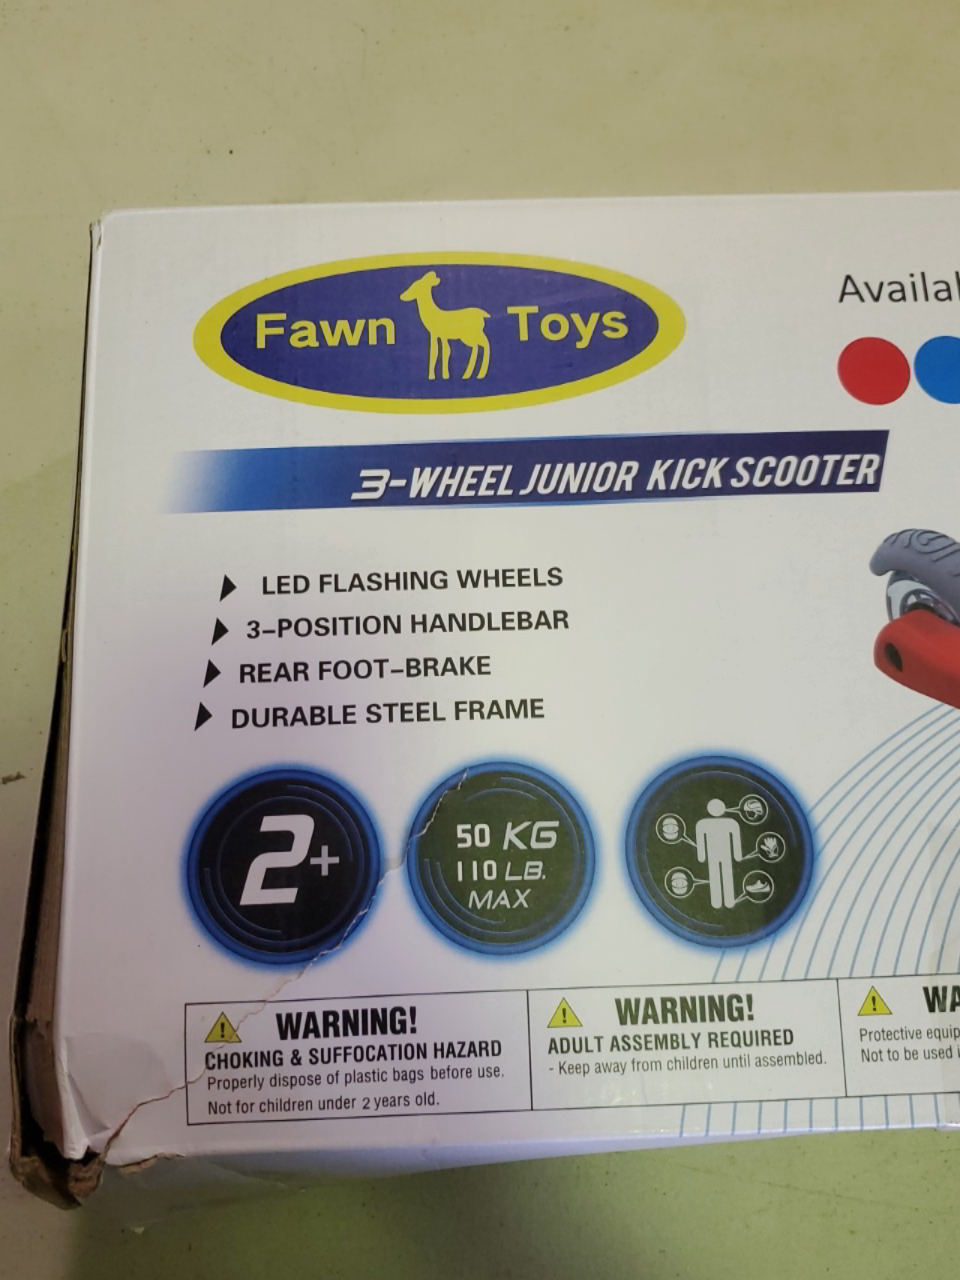 Fawn Toys
3-WHEEL JUNIOR KICK SCOOTER
LED FLASHING WHEELS
3-POSITION HANDLEBAR
REAR FOOT-BRAKE
DURABLE STEEL FRAME
2+
50 KG
110 LB.
MAX
WARNING!
CHOKING & SUFFOCATION HAZARD
Properly dispose of plastic bags before use.
Not for children under 2 years old.
WARNING!
ADULT ASSEMBLY REQUIRED
- Keep away from children until assembled.
Protective
Not to be used